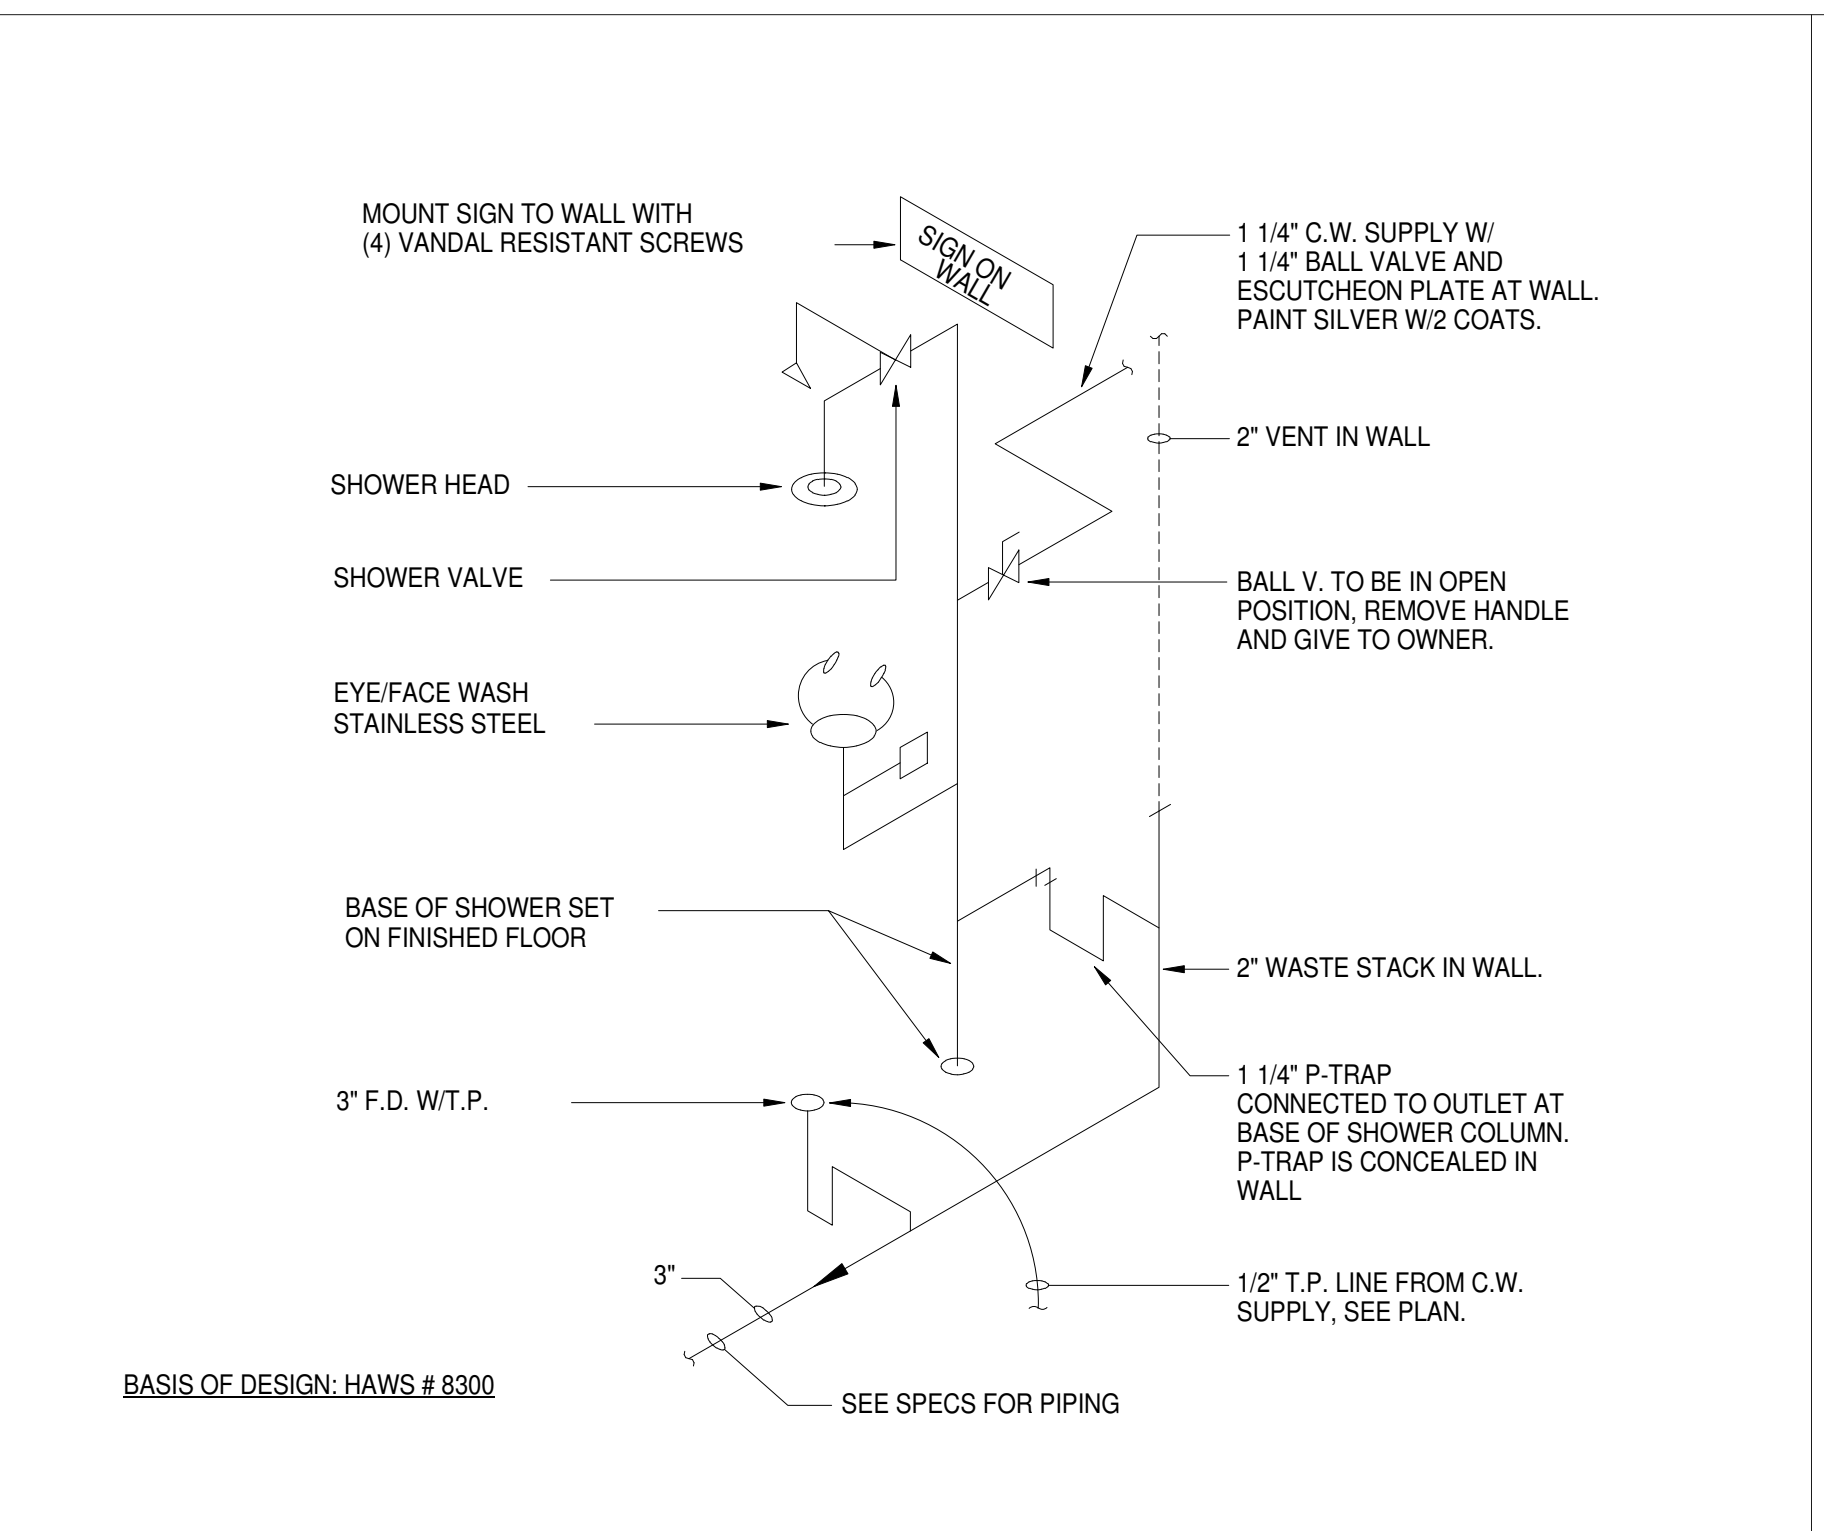 MOUNT SIGN TO WALL WITH
(4) VANDAL RESISTANT SCREWS
SIGN ON
WALL
1 1/4" C.W. SUPPLY W/
1 1/4" BALL VALVE AND
ESCUTCHEON PLATE AT WALL.
PAINT SILVER W/2 COATS.
2" VENT IN WALL
SHOWER HEAD
SHOWER VALVE
BALL V. TO BE IN OPEN
POSITION, REMOVE HANDLE
AND GIVE TO OWNER.
EYE/FACE WASH
STAINLESS STEEL
BASE OF SHOWER SET
ON FINISHED FLOOR
2" WASTE STACK IN WALL.
3" F.D. W/T.P.
1 1/4" P-TRAP
CONNECTED TO OUTLET AT
BASE OF SHOWER COLUMN.
P-TRAP IS CONCEALED IN
WALL
3"
1/2" T.P. LINE FROM C.W.
SUPPLY, SEE PLAN.
BASIS OF DESIGN: HAWS # 8300
SEE SPECS FOR PIPING